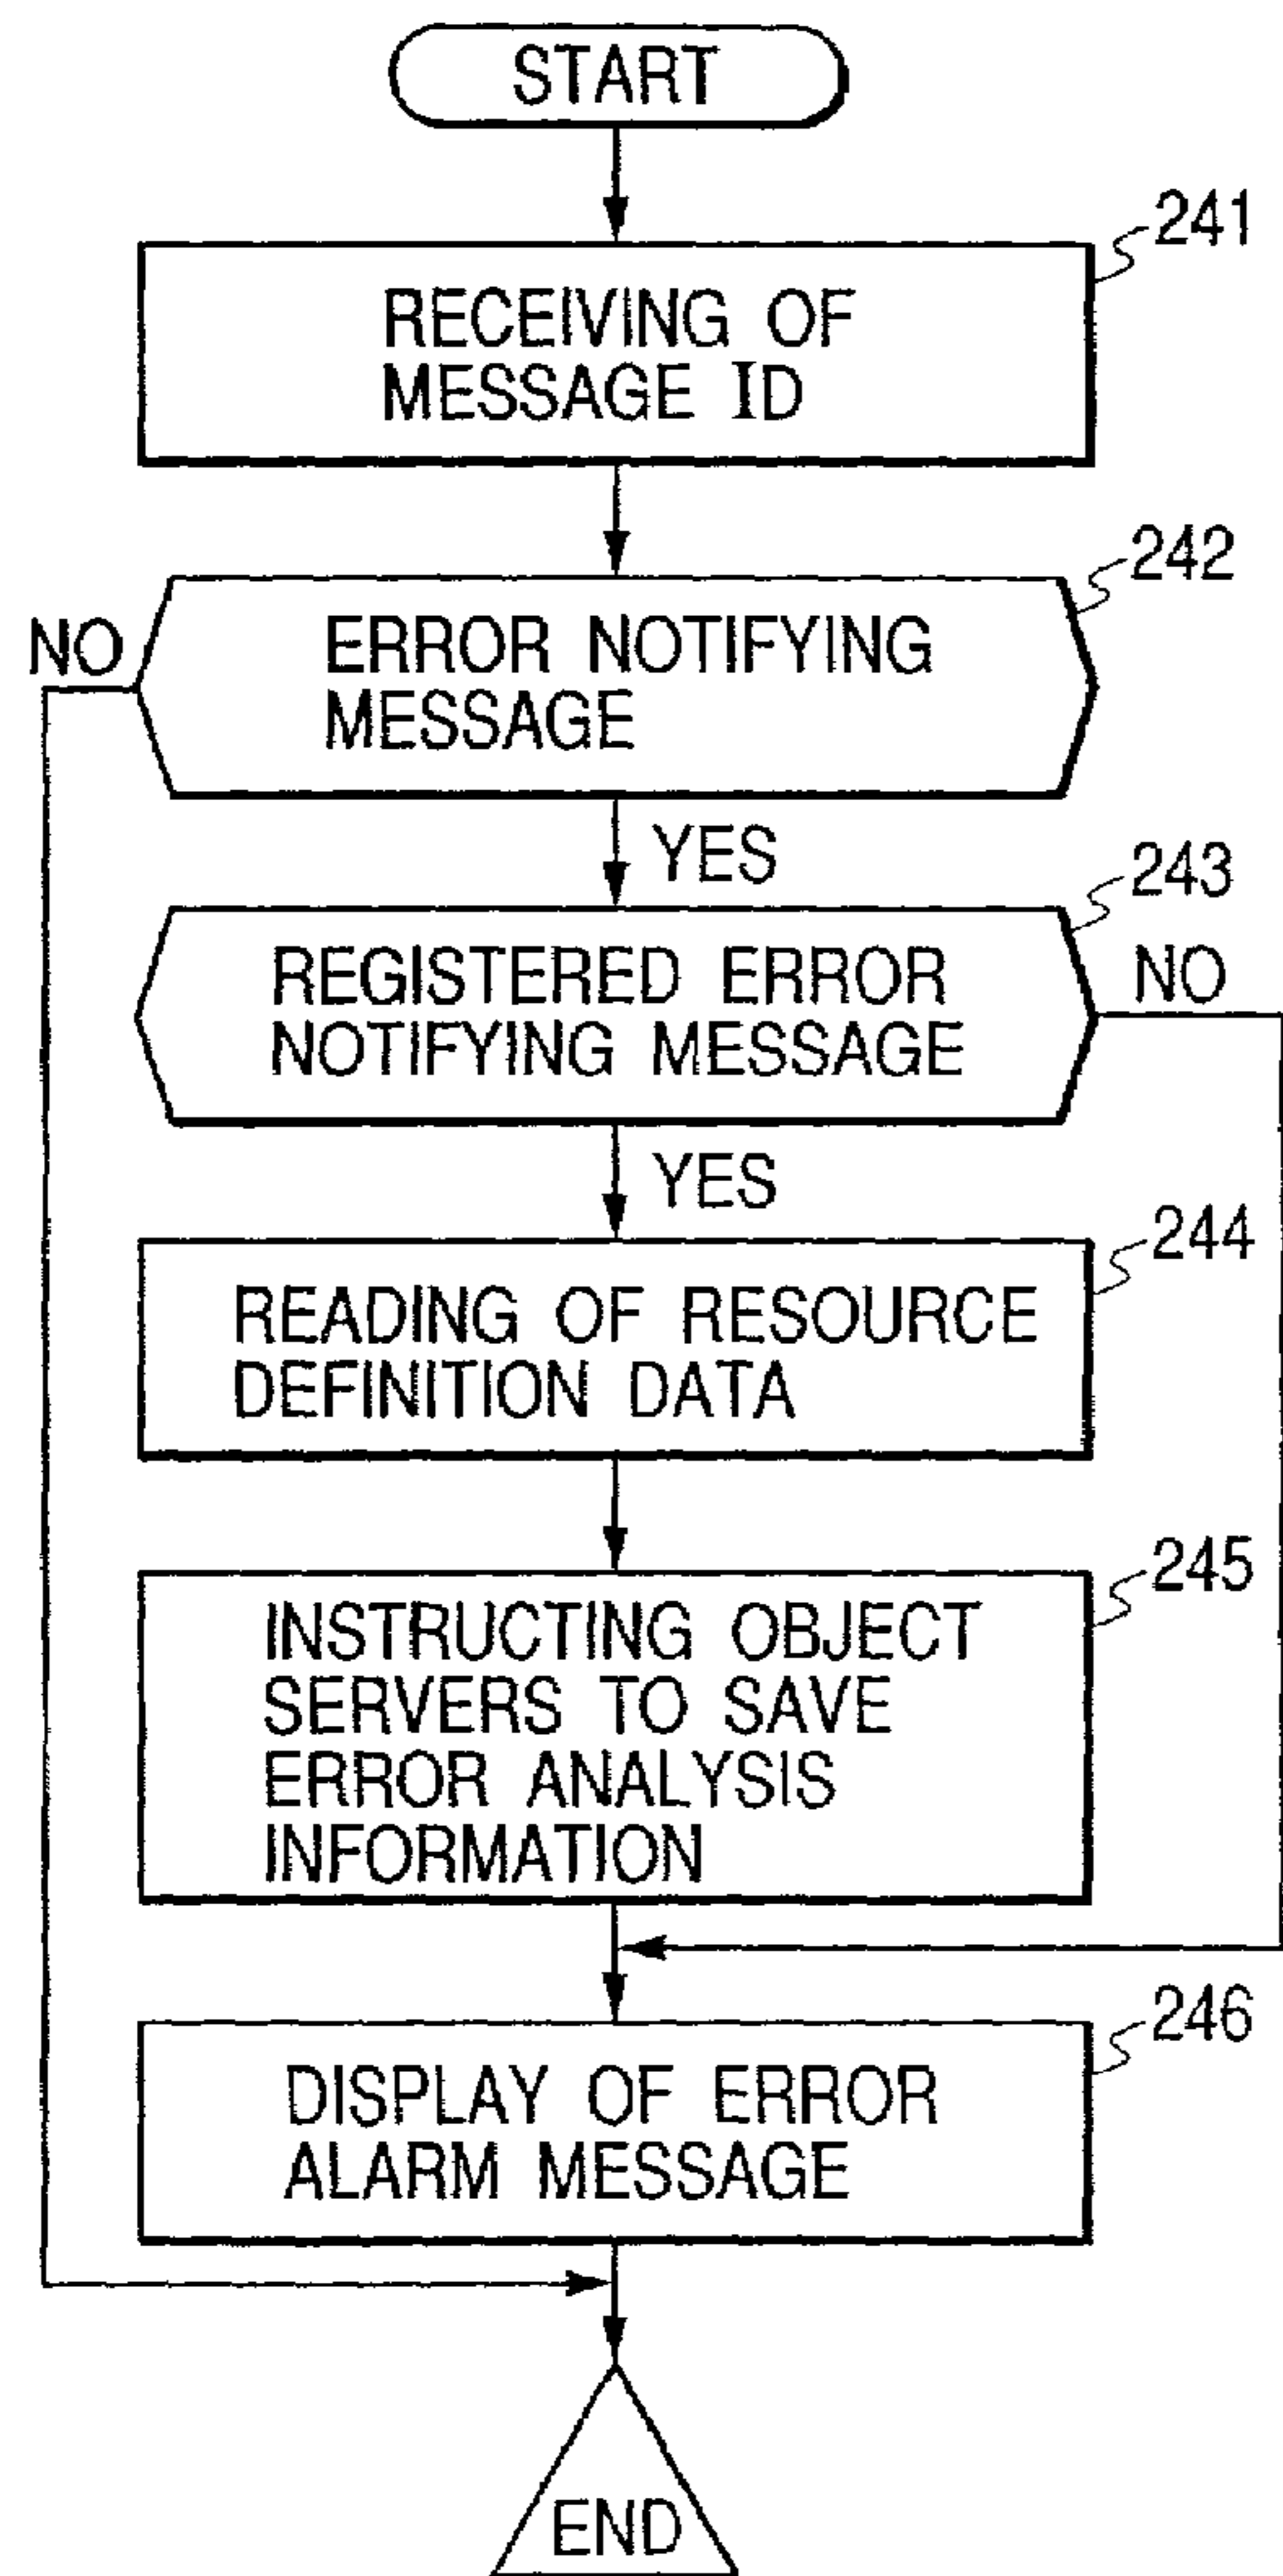 START
241
RECEIVING OF
MESSAGE ID
242
NO
ERROR NOTIFYING
MESSAGE
YES
243
REGISTERED ERROR
NOTIFYING MESSAGE
NO
YES
244
READING OF RESOURCE
DEFINITION DATA
245
INSTRUCTING OBJECT
SERVERS TO SAVE
ERROR ANALYSIS
INFORMATION
246
DISPLAY OF ERROR
ALARM MESSAGE
END